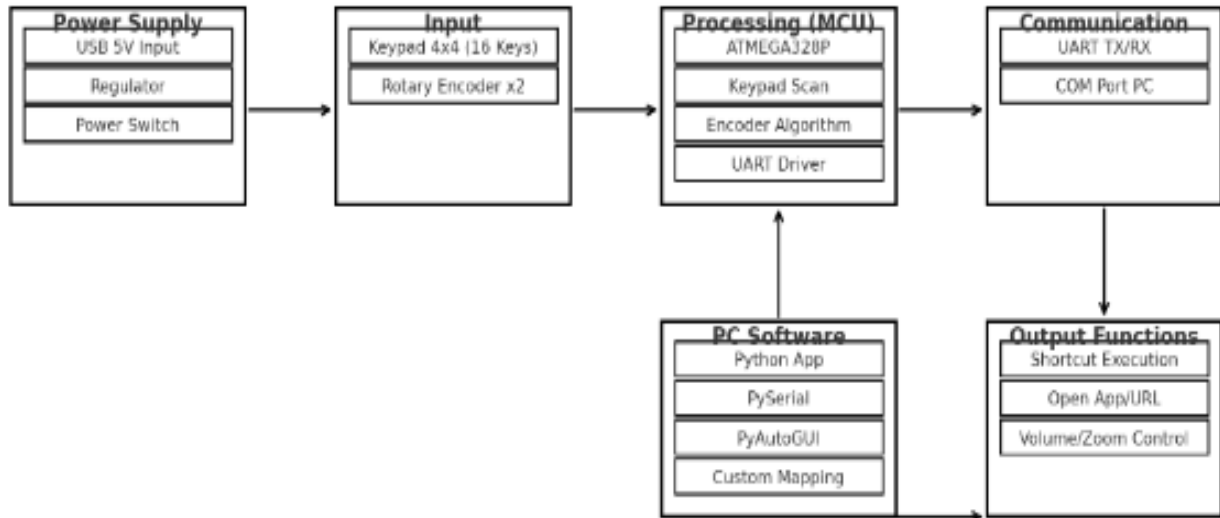 Power Supply
USB 5V Input
Regulator
Power Switch
Input
Keypad 4x4 (16 Keys)
Rotary Encoder x2
Processing (MCU)
ATMEGA328P
Keypad Scan
Encoder Algorithm
UART Driver
Communication
UART TX/RX
COM Port PC
PC Software
Python App
PySerial
PyAutoGUI
Custom Mapping
Output Functions
Shortcut Execution
Open App/URL
Volume/Zoom Control